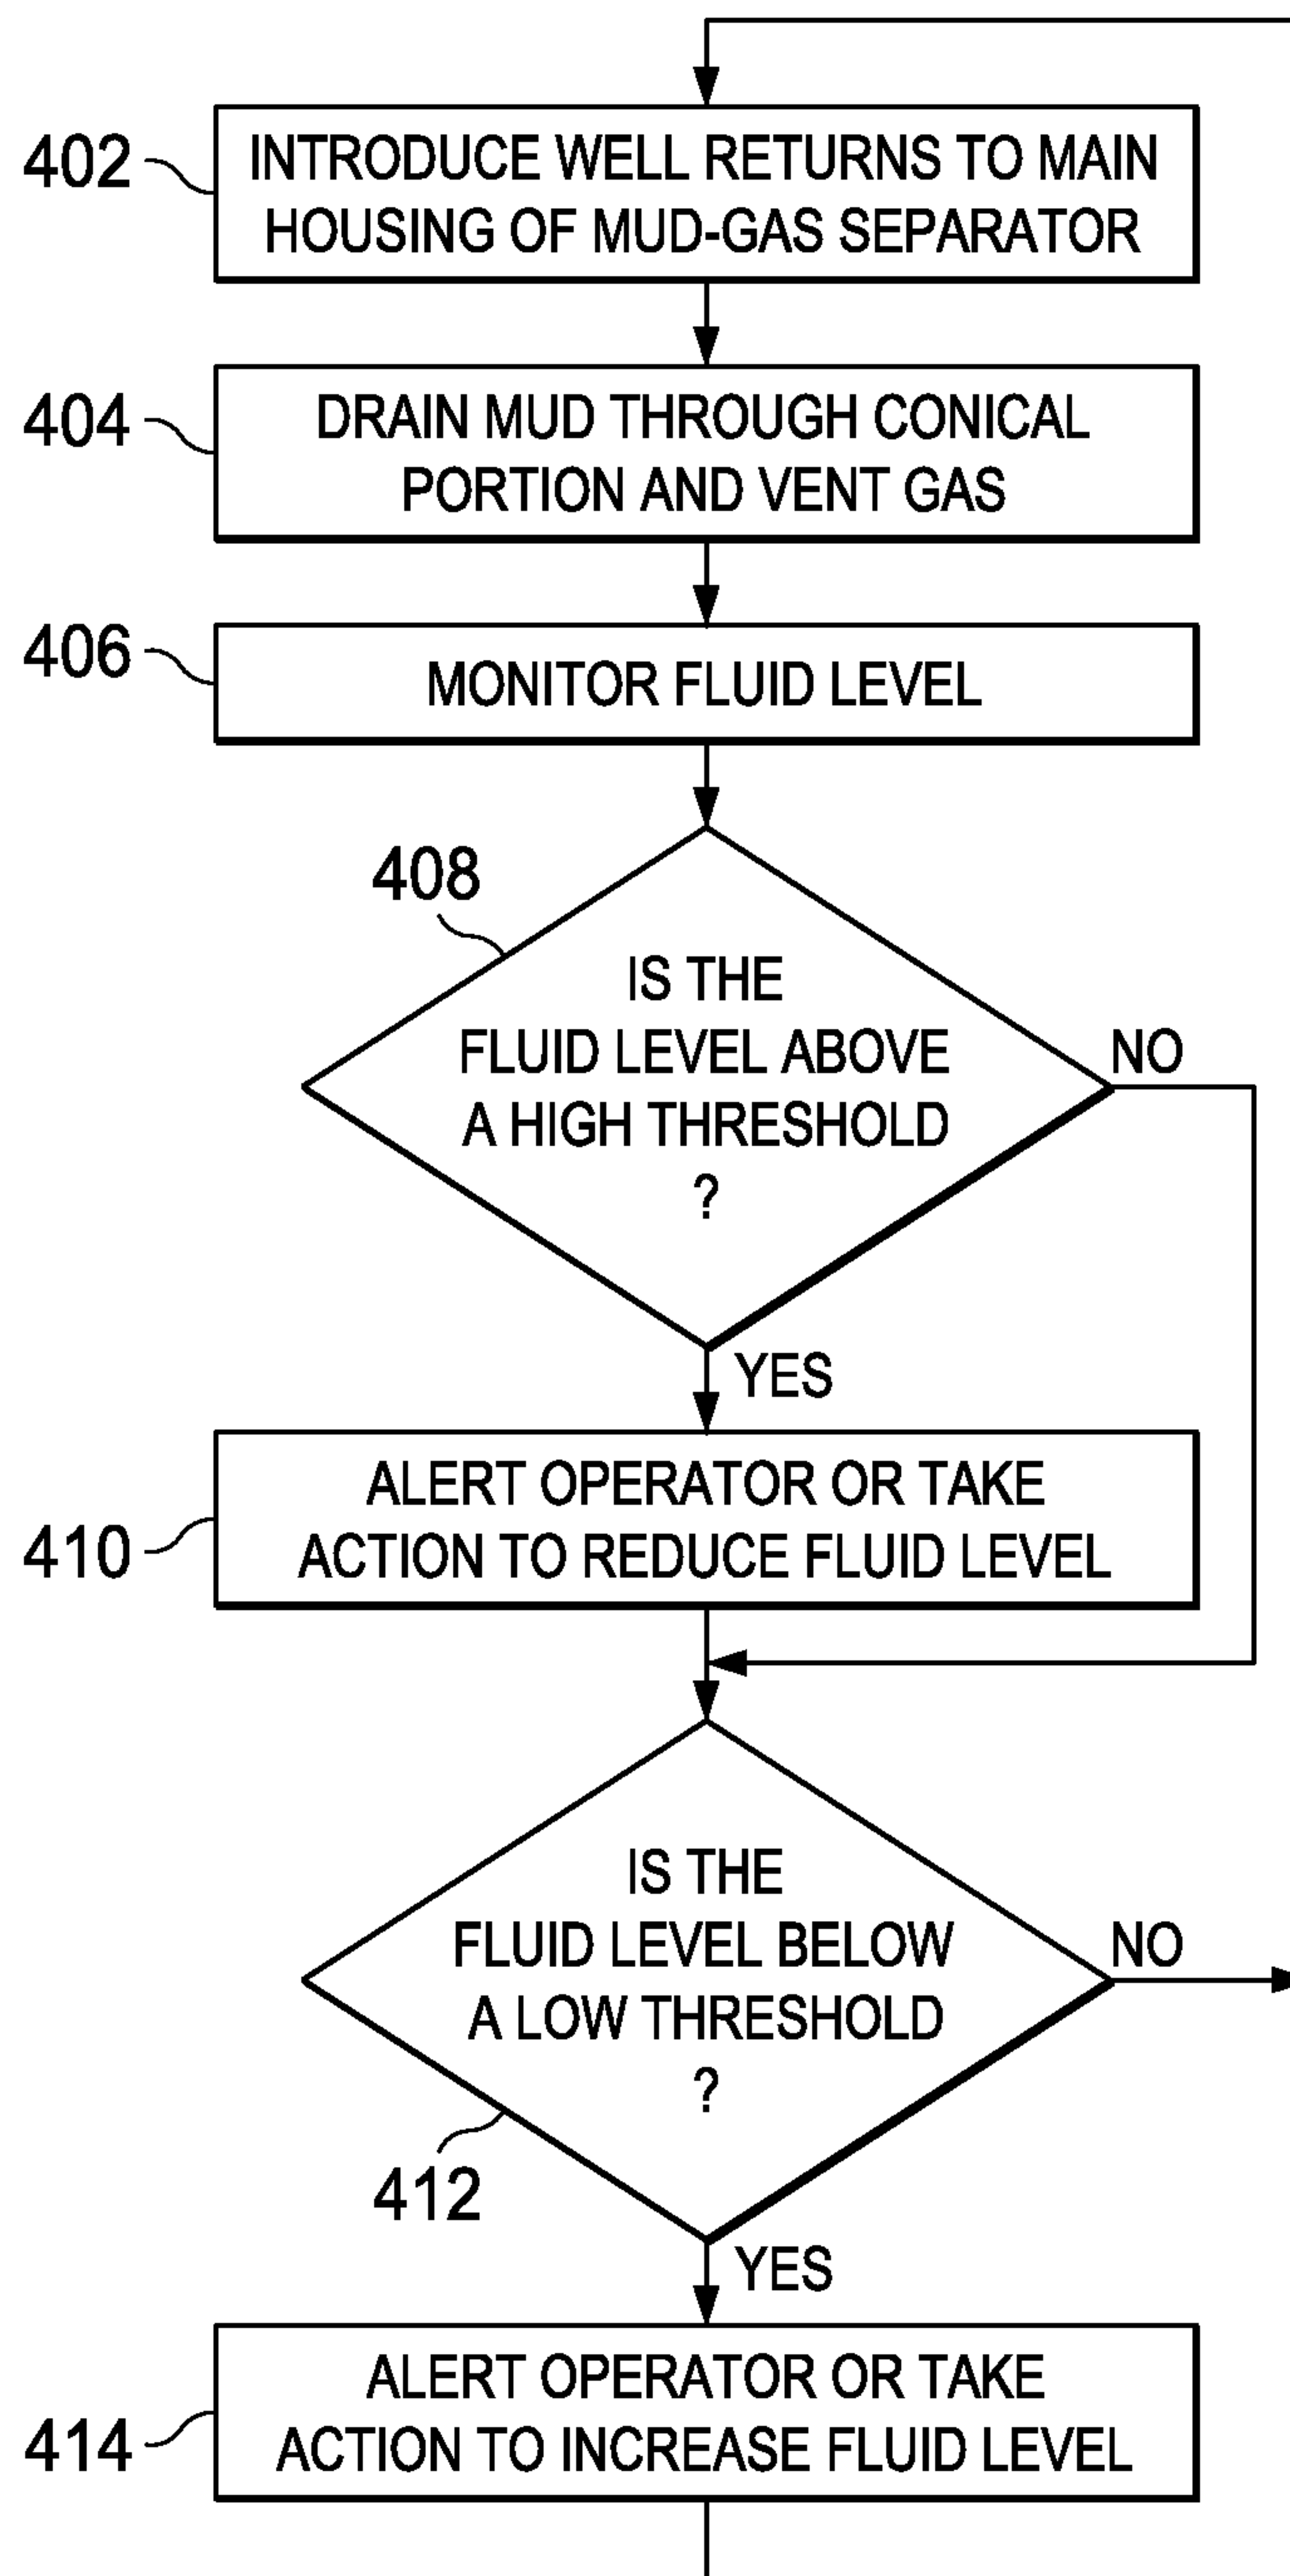 402
INTRODUCE WELL RETURNS TO MAIN
HOUSING OF MUD-GAS SEPARATOR
404
DRAIN MUD THROUGH CONICAL
PORTION AND VENT GAS
406
MONITOR FLUID LEVEL
408
IS THE
FLUID LEVEL ABOVE
A HIGH THRESHOLD
?
NO
YES
410
ALERT OPERATOR OR TAKE
ACTION TO REDUCE FLUID LEVEL
IS THE
FLUID LEVEL BELOW
A LOW THRESHOLD
?
NO
412
YES
414
ALERT OPERATOR OR TAKE
ACTION TO INCREASE FLUID LEVEL